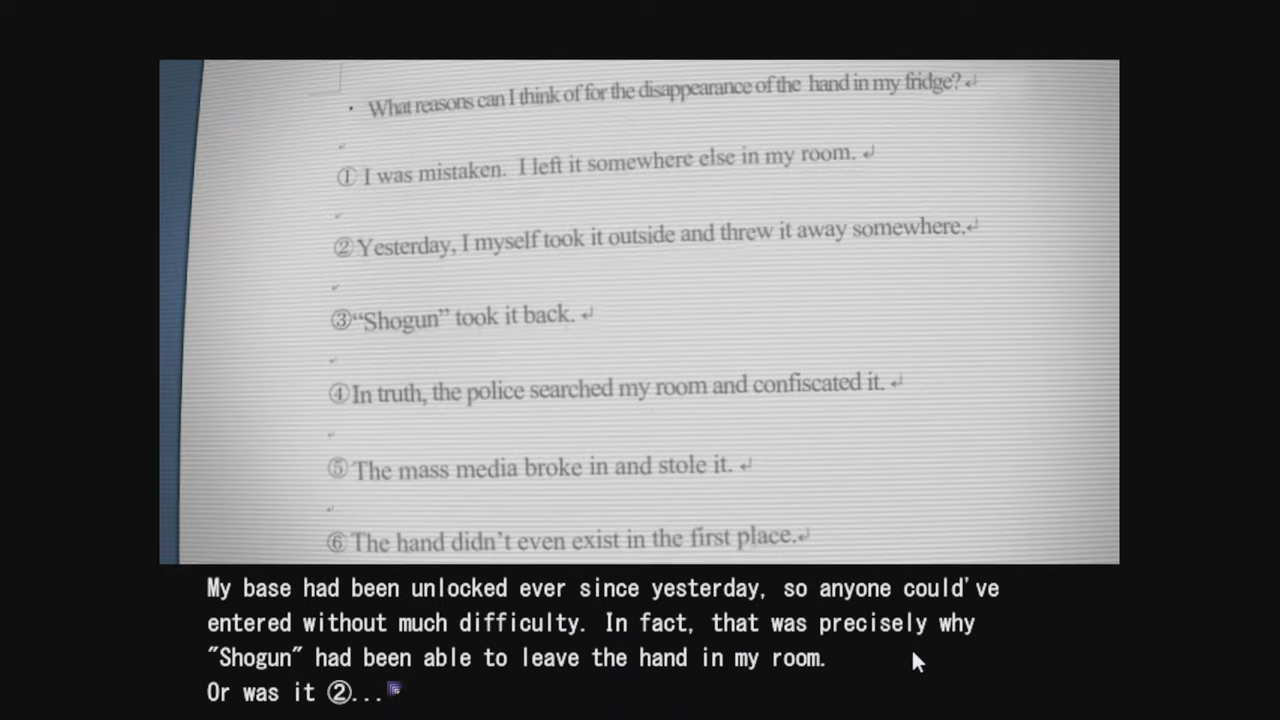 ・ What reasons can I think of for the disappearance of the hand in my fridge?↵
① I was mistaken. I left it somewhere else in my room. ↵
② Yesterday, I myself took it outside and threw it away somewhere.↵
③“Shogun” took it back. ↵
④In truth, the police searched my room and confiscated it. ↵
⑤ The mass media broke in and stole it. ↵
⑥ The hand didn’t even exist in the first place.↵
My base had been unlocked ever since yesterday, so anyone could've
entered without much difficulty. In fact, that was precisely why
"Shogun" had been able to leave the hand in my room.
Or was it ②...